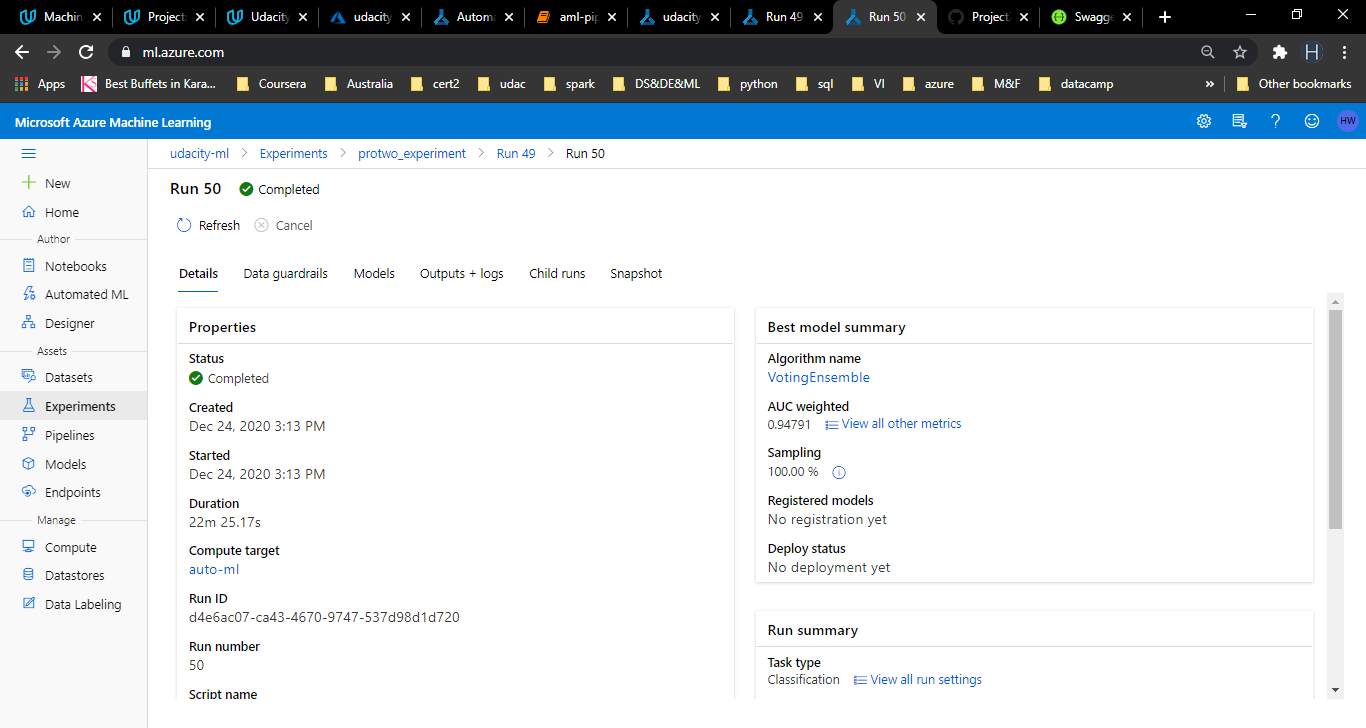 Machin
Project:
Udacity
udacity
Automa
aml-pip
udacity
Run 49
Run 50
Project2
Swagge
ml.azure.com
H
Apps
Best Buffets in Kara...
Coursera
Australia
cert2
udac
spark
DS&DE&ML
python
sql
VI
azure
M&F
datacamp
»
Other bookmarks
Microsoft Azure Machine Learning
HW
udacity-ml > Experiments > protwo_experiment > Run 49 > Run 50
New
Home
Author
Notebooks
Automated ML
Designer
Assets
Datasets
Experiments
Pipelines
Models
Endpoints
Manage
Compute
Datastores
Data Labeling
Run 50 Completed
Refresh Cancel
Details Data guardrails Models Outputs + logs Child runs Snapshot
Properties
Status
Completed
Created
Dec 24, 2020 3:13 PM
Started
Dec 24, 2020 3:13 PM
Duration
22m 25.17s
Compute target
auto-ml
Run ID
d4e6ac07-ca43-4670-9747-537d98d1d720
Run number
50
Script name
Best model summary
Algorithm name
VotingEnsemble
AUC weighted
0.94791 View all other metrics
Sampling
100.00 %
Registered models
No registration yet
Deploy status
No deployment yet
Run summary
Task type
Classification View all run settings